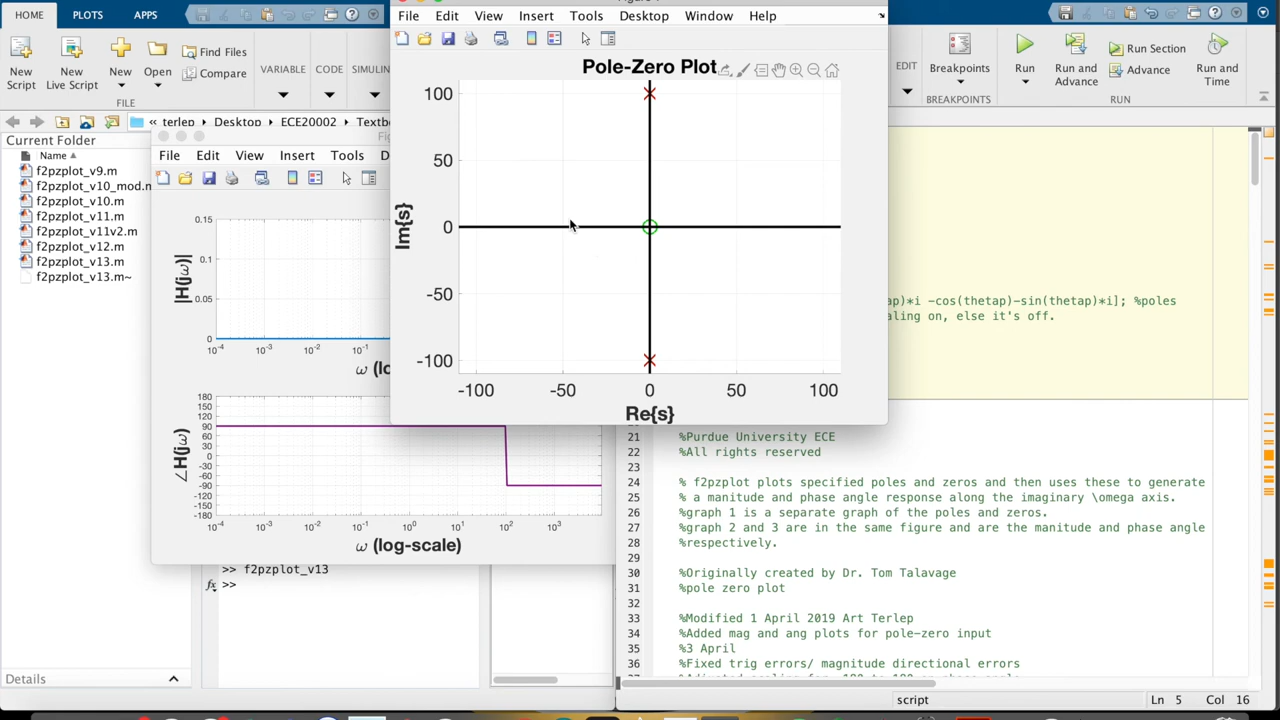 HOME PLOTS APPS
New Script
New Live Script
New
Open
Find Files
Compare
FILE
VARIABLE
CODE
SIMULIN
« terlep ▸ Desktop ▸ ECE20002 ▸ Textb
Current Folder
Name
f2pzplot_v9.m
f2pzplot_v10_mod.m
f2pzplot_v10.m
f2pzplot_v11.m
f2pzplot_v11v2.m
f2pzplot_v12.m
f2pzplot_v13.m
f2pzplot_v13.m~
Details
File Edit View Insert Tools D
0.15
0.1
0.05
0
|H(jω)|
10-4 10-3 10-2 10-1
ω (lo
180
150
120
90
60
30
0
-30
-60
-90
-120
-150
-180
∠H(jω)
10-4 10-3 10-2 10-1 100 101 102 103
ω (log-scale)
>> f2pzplot_v13
fx >>
File Edit View Insert Tools Desktop Window Help
Pole-Zero Plot
100
50
0
-50
-100
Im{s}
-100 -50 0 50 100
Re{s}
EDIT
Breakpoints
BREAKPOINTS
Run
Run and Advance
Run Section
Advance
Run and Time
RUN
ap)*i -cos(thetap)-sin(thetap)*i]; %poles
aling on, else it's off.
21 %Purdue University ECE
22 %All rights reserved
23
24 % f2pzplot plots specified poles and zeros and then uses these to generate
25 % a manitude and phase angle response along the imaginary \omega axis.
26 %graph 1 is a separate graph of the poles and zeros.
27 %graph 2 and 3 are in the same figure and are the manitude and phase angle
28 %respectively.
29
30 %Originally created by Dr. Tom Talavage
31 %pole zero plot
32
33 %Modified 1 April 2019 Art Terlep
34 %Added mag and ang plots for pole-zero input
35 %3 April
36 %Fixed trig errors/ magnitude directional errors
script
Ln 5 Col 16